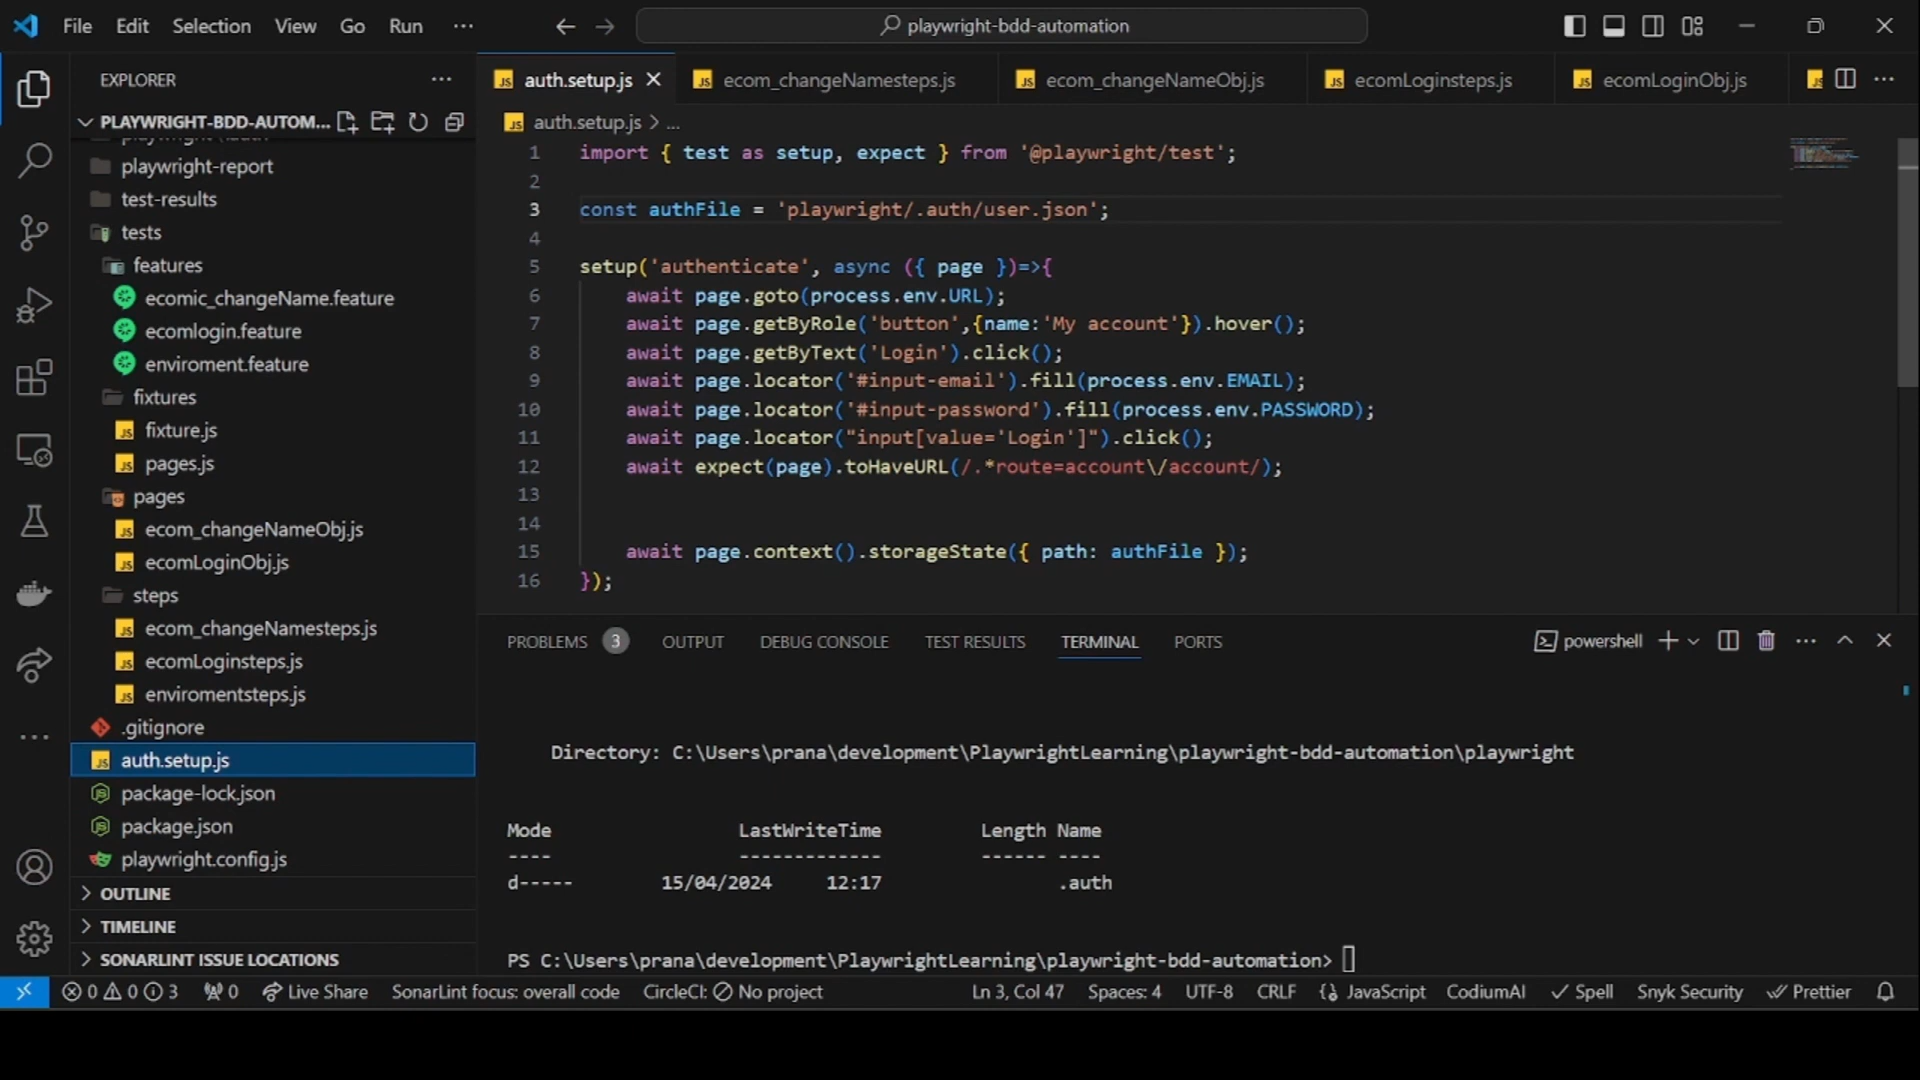 File Edit Selection View Go Run ··· playwright-bdd-automation
EXPLORER ···
PLAYWRIGHT-BDD-AUTOM...
playwright-report
test-results
tests
features
ecomic_changeName.feature
ecomlogin.feature
enviroment.feature
fixtures
fixture.js
pages.js
pages
ecom_changeNameObj.js
ecomLoginObj.js
steps
ecom_changeNamesteps.js
ecomLoginsteps.js
enviromentsteps.js
.gitignore
auth.setup.js
package-lock.json
package.json
playwright.config.js
OUTLINE
TIMELINE
SONARLINT ISSUE LOCATIONS
auth.setup.js ecom_changeNamesteps.js ecom_changeNameObj.js ecomLoginsteps.js ecomLoginObj.js
auth.setup.js > ...
1 import { test as setup, expect } from '@playwright/test';
2
3 const authFile = 'playwright/.auth/user.json';
4
5 setup('authenticate', async ({ page })=>{
6 await page.goto(process.env.URL);
7 await page.getByRole('button',{name:'My account'}).hover();
8 await page.getByText('Login').click();
9 await page.locator('#input-email').fill(process.env.EMAIL);
10 await page.locator('#input-password').fill(process.env.PASSWORD);
11 await page.locator("input[value='Login']").click();
12 await expect(page).toHaveURL(/.*route=account\/account/);
13
14
15 await page.context().storageState({ path: authFile });
16 });
PROBLEMS 3 OUTPUT DEBUG CONSOLE TEST RESULTS TERMINAL PORTS powershell
Directory: C:\Users\prana\development\PlaywrightLearning\playwright-bdd-automation\playwright
Mode LastWriteTime Length Name
---- ------------- ------ ----
d----- 15/04/2024 12:17 .auth
PS C:\Users\prana\development\PlaywrightLearning\playwright-bdd-automation>
0 0 3 0 Live Share SonarLint focus: overall code CircleCI: No project Ln 3, Col 47 Spaces: 4 UTF-8 CRLF JavaScript CodiumAI Spell Snyk Security Prettier